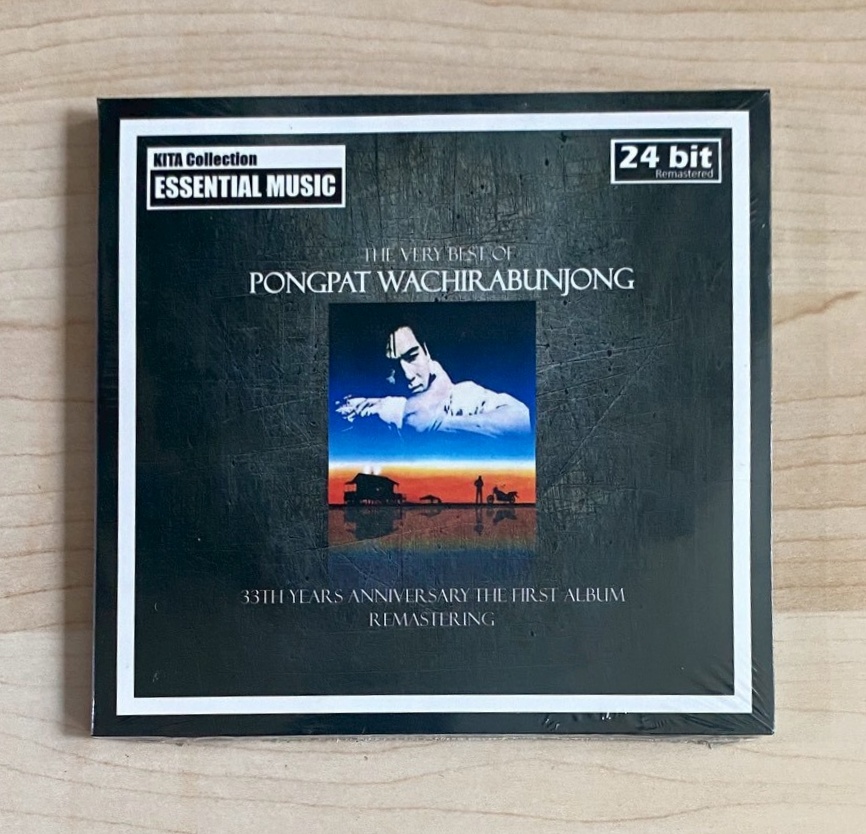 KITA Collection
ESSENTIAL MUSIC
24 bit
Remastered
THE VERY BEST OF
PONGPAT WACHIRABUNJONG
33TH YEARS ANNIVERSARY THE FIRST ALBUM
REMASTERING